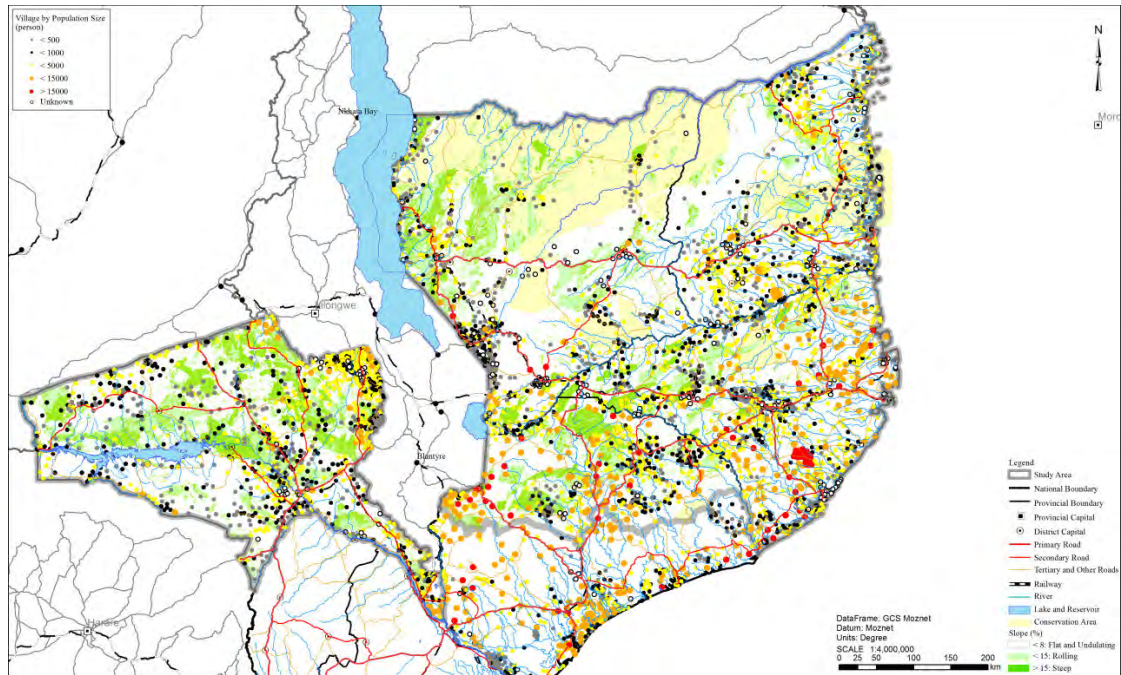 Village by Population Size
(person)
< 500
< 1000
< 5000
< 15000
> 15000
Unknown
N
Nkhata Bay
Blantyre
Harare
Legend
Study Area
National Boundary
Provincial Boundary
Provincial Capital
District Capital
Primary Road
Secondary Road
Tertiary and Other Roads
Railway
River
Lake and Reservoir
Conservation Area
Slope (%)
< 8: Flat and Undulating
< 15: Rolling
> 15: Steep
DataFrame: GCS Moznet
Datum: Moznet
Units: Degree
SCALE 1:4,000,000
0 25 50 100 150 200
km